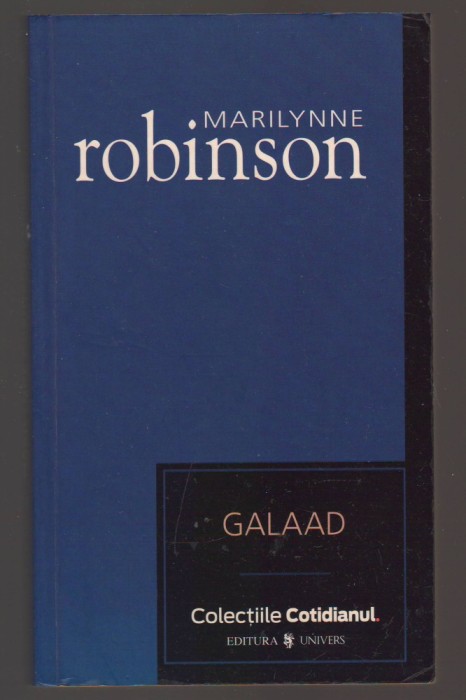 MARILYNNE
robinson
GALAAD
Colecțiile Cotidianul.
EDITURA UNIVERS